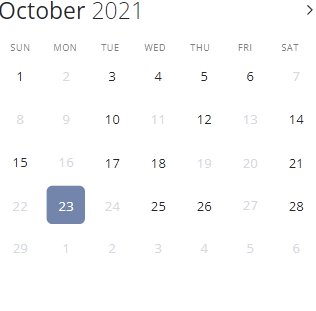 October 2021
SUN MON TUE WED THU FRI SAT
1 2 3 4 5 6 7
8 9 10 11 12 13 14
15 16 17 18 19 20 21
22 23 24 25 26 27 28
29 1 2 3 4 5 6